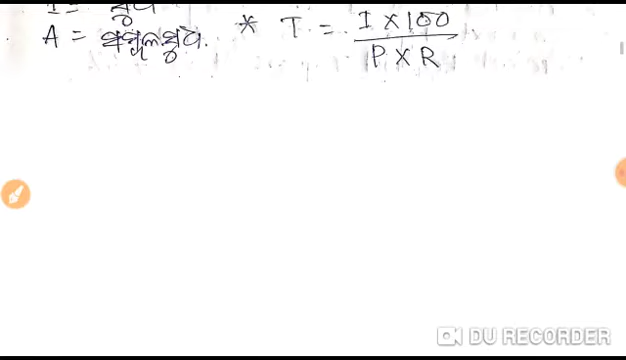 A = ସମୂଳସୁଧ. * T = I X 100 / P X R
DU RECORDER